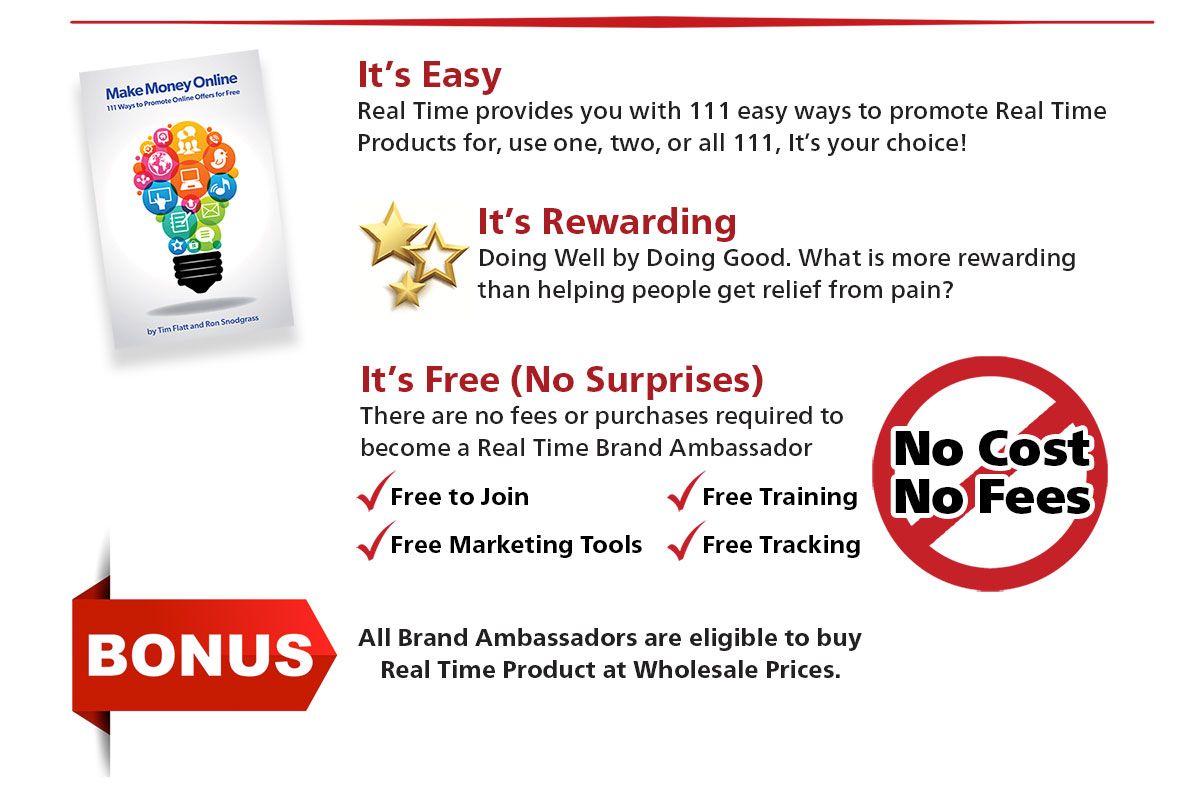 Make Money Online
111 Ways to Promote Online Offers for Free
by Tim Flatt and Ron Snodgrass
It's Easy
Real Time provides you with 111 easy ways to promote Real Time
Products for, use one, two, or all 111, It's your choice!
It's Rewarding
Doing Well by Doing Good. What is more rewarding
than helping people get relief from pain?
It's Free (No Surprises)
There are no fees or purchases required to
become a Real Time Brand Ambassador
Free to Join
Free Training
Free Marketing Tools
Free Tracking
No Cost
No Fees
BONUS
All Brand Ambassadors are eligible to buy
Real Time Product at Wholesale Prices.